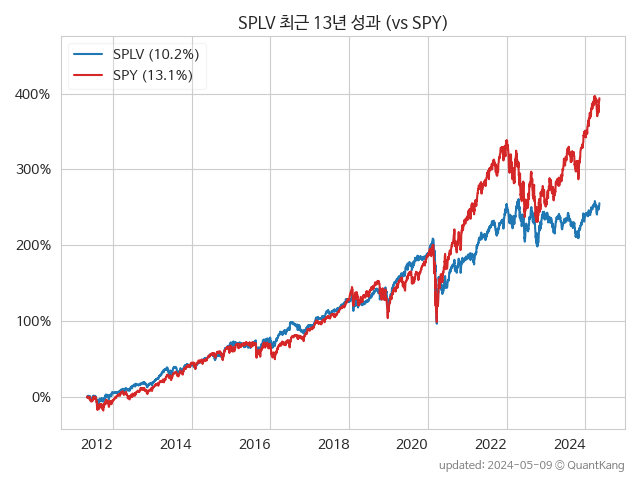 SPLV 최근 13년 성과 (vs SPY)
SPLV (10.2%)
SPY (13.1%)
400%
300%
200%
100%
0%
2012 2014 2016 2018 2020 2022 2024
updated: 2024-05-09 © QuantKang